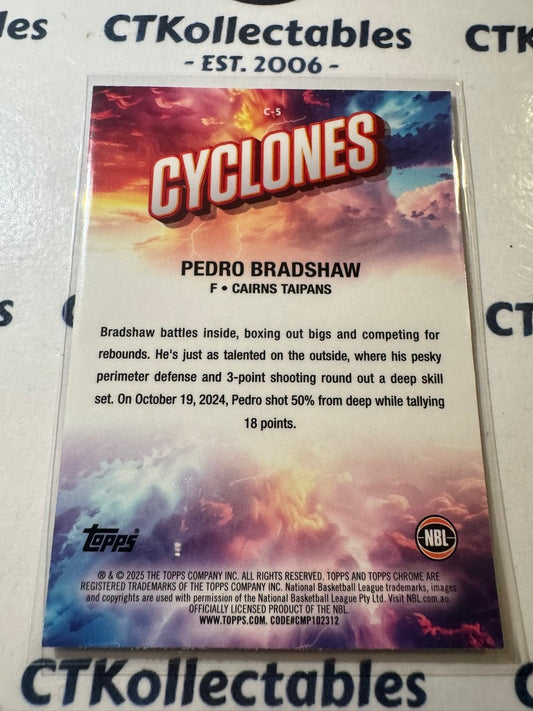 les CTKollectables CTK
- EST. 2006 -
C-5
CYCLONES
PEDRO BRADSHAW
F • CAIRNS TAIPANS
Bradshaw battles inside, boxing out bigs and competing for
rebounds. He's just as talented on the outside, where his pesky
perimeter defense and 3-point shooting round out a deep skill
set. On October 19, 2024, Pedro shot 50% from deep while tallying
18 points.
s
CT
topps®
NBL
® & © 2025 THE TOPPS COMPANY INC. ALL RIGHTS RESERVED. TOPPS AND TOPPS CHROME ARE
REGISTERED TRADEMARKS OF THE TOPPS COMPANY INC. National Basketball League trademarks, images
and copyrights are used with permission of the National Basketball League Pty Ltd. Visit NBL.com.au.
OFFICIALLY LICENSED PRODUCT OF THE NBL
WWW.TOPPS.COM. CODE#CMP102312
CTKollectables